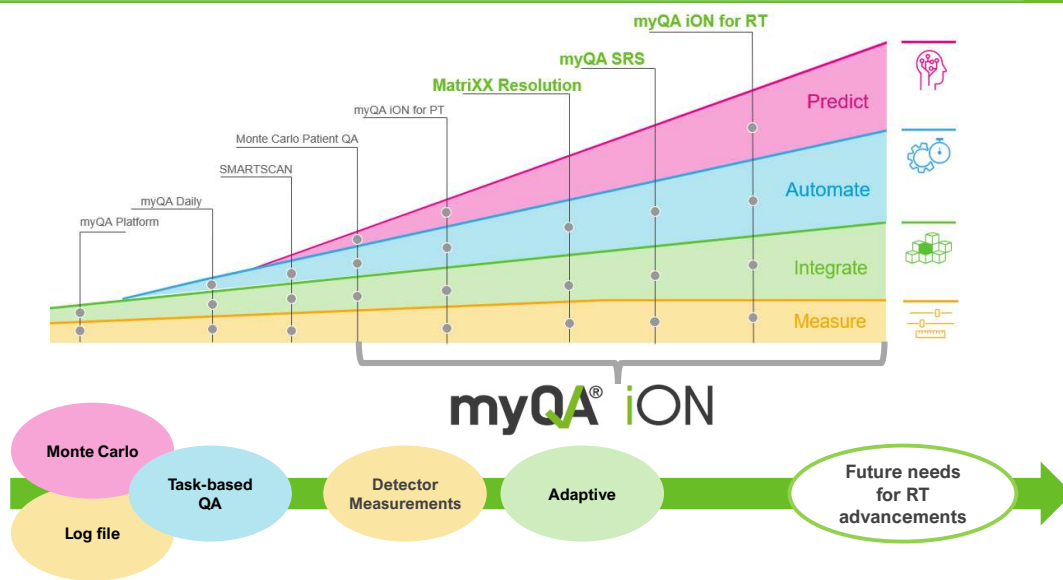 myQA iON for RT
myQA SRS
MatriXX Resolution
myQA iON for PT
Monte Carlo Patient QA
SMARTSCAN
myQA Daily
myQA Platform
Predict
Automate
Integrate
Measure
myQA® iON
Monte Carlo
Log file
Task-based
QA
Detector
Measurements
Adaptive
Future needs
for RT
advancements